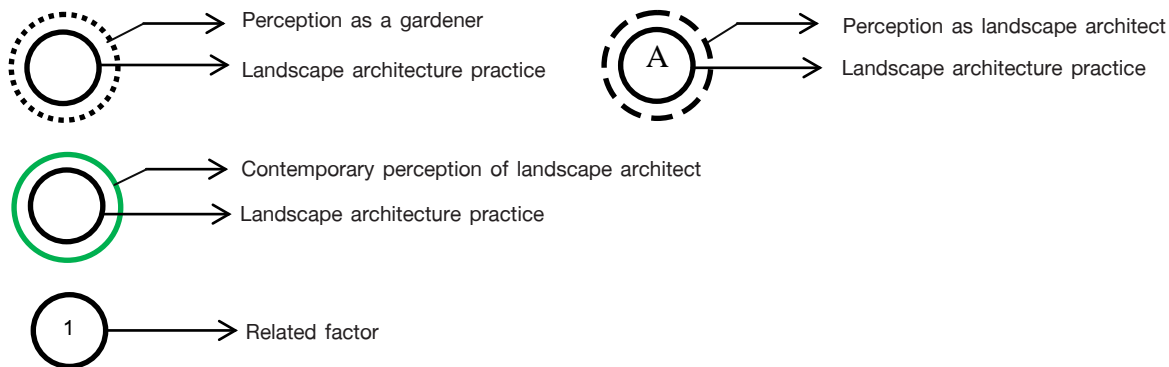 Perception as a gardener
Landscape architecture practice
A
Perception as landscape architect
Landscape architecture practice
Contemporary perception of landscape architect
Landscape architecture practice
1
Related factor